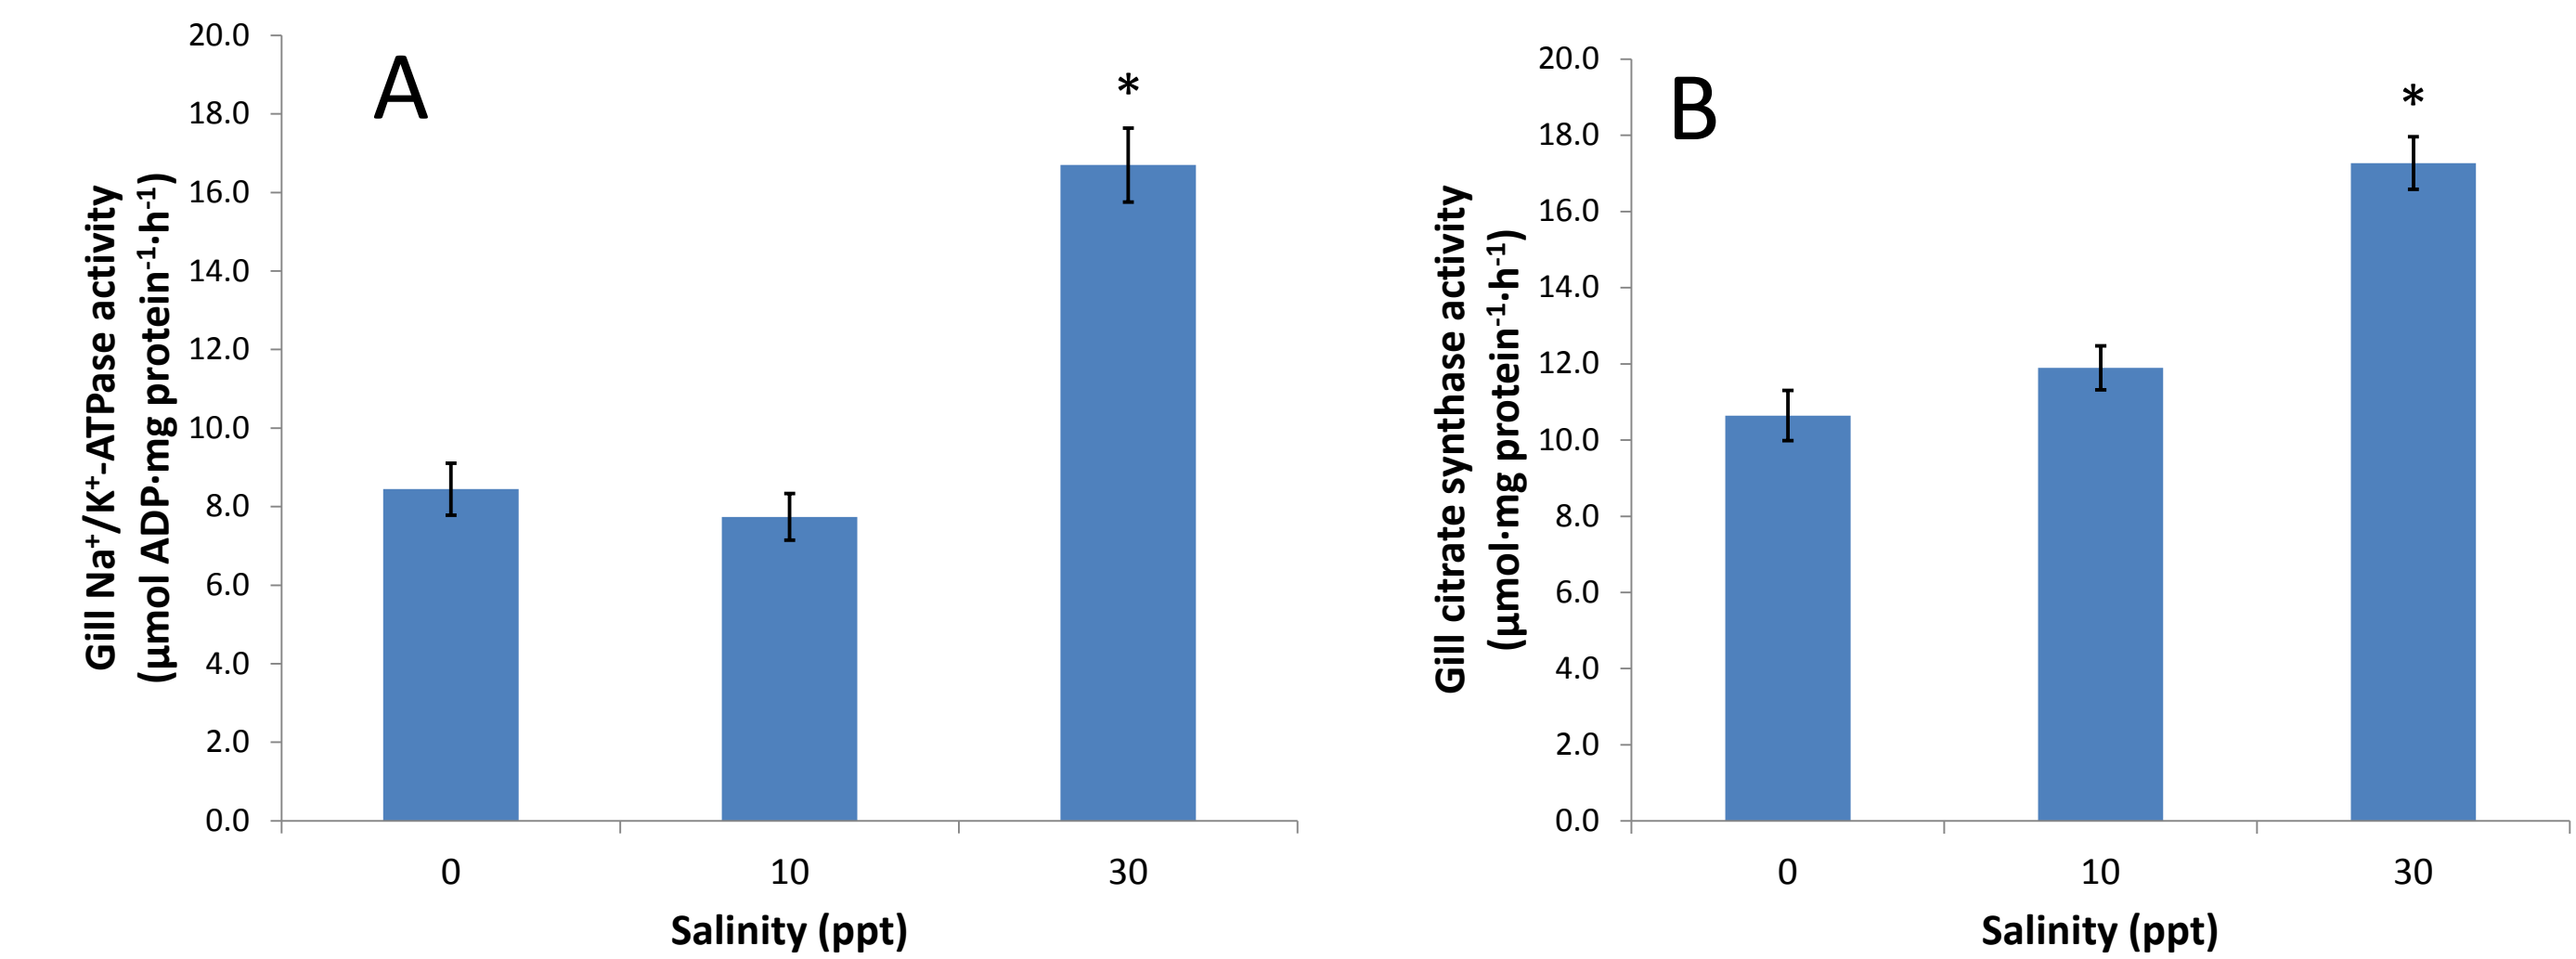 A
Gill Na⁺/K⁺-ATPase activity
(µmol ADP·mg protein⁻¹·h⁻¹)
20.0
18.0
16.0
14.0
12.0
10.0
8.0
6.0
4.0
2.0
0.0
*
0 10 30
Salinity (ppt)
B
Gill citrate synthase activity
(µmol·mg protein⁻¹·h⁻¹)
20.0
18.0
16.0
14.0
12.0
10.0
8.0
6.0
4.0
2.0
0.0
*
0 10 30
Salinity (ppt)